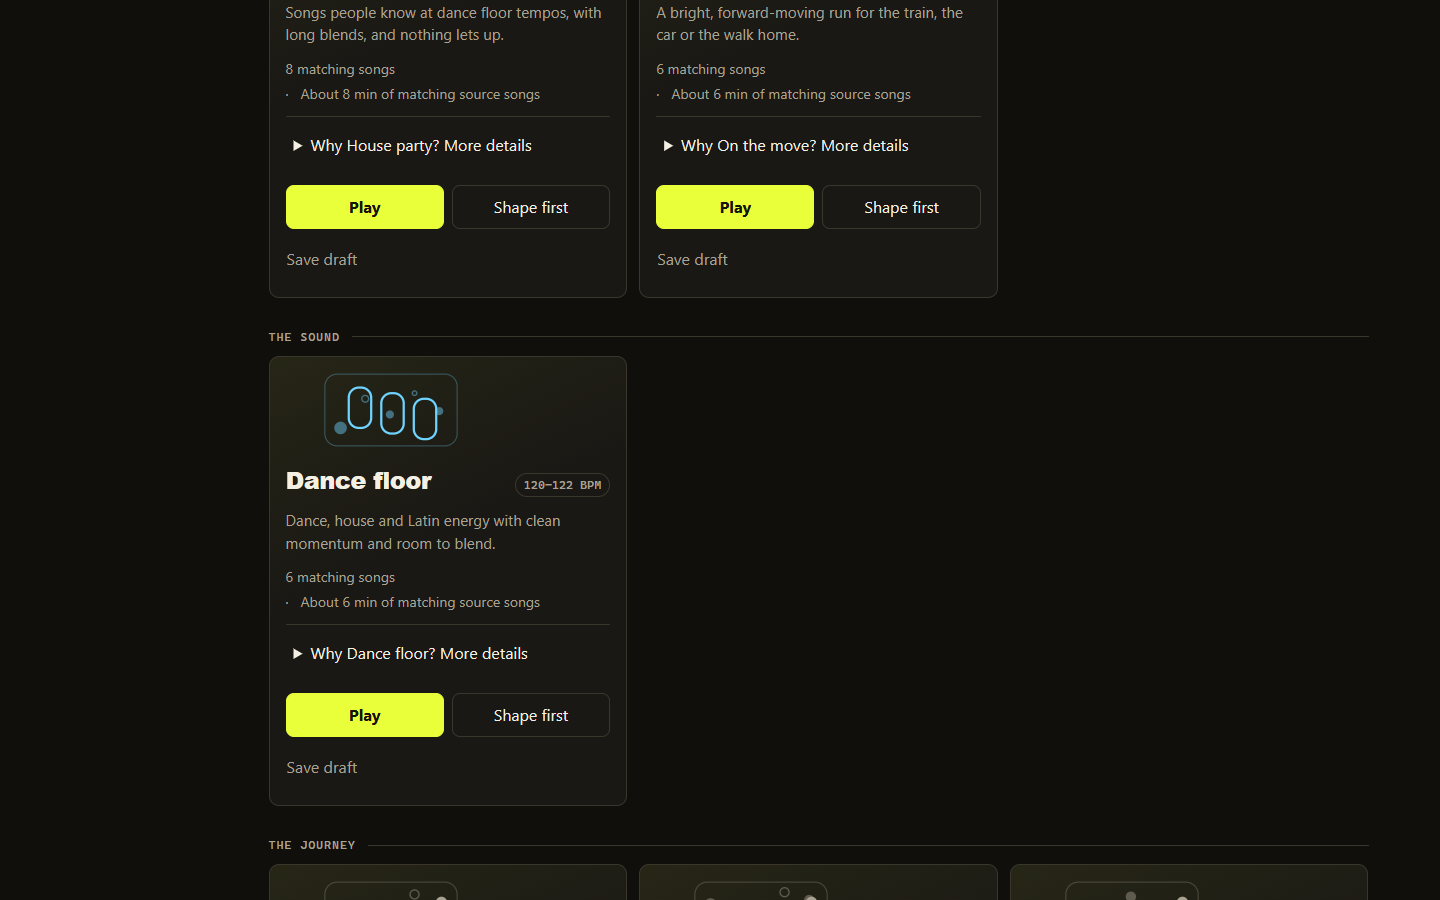 Songs people know at dance floor tempos, with
long blends, and nothing lets up.
8 matching songs
· About 8 min of matching source songs
▶ Why House party? More details
Play
Shape first
Save draft
A bright, forward-moving run for the train, the
car or the walk home.
6 matching songs
· About 6 min of matching source songs
▶ Why On the move? More details
Play
Shape first
Save draft
THE SOUND
Dance floor
120–122 BPM
Dance, house and Latin energy with clean
momentum and room to blend.
6 matching songs
· About 6 min of matching source songs
▶ Why Dance floor? More details
Play
Shape first
Save draft
THE JOURNEY